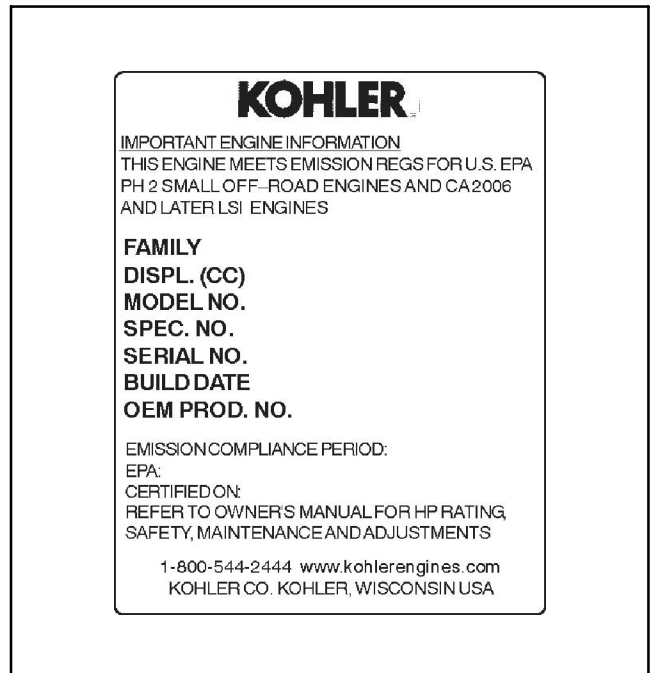 KOHLER
IMPORTANT ENGINE INFORMATION
THIS ENGINE MEETS EMISSION REGS FOR U.S. EPA
PH 2 SMALL OFF–ROAD ENGINES AND CA 2006
AND LATER LSI ENGINES
FAMILY
DISPL. (CC)
MODEL NO.
SPEC. NO.
SERIAL NO.
BUILD DATE
OEM PROD. NO.
EMISSION COMPLIANCE PERIOD:
EPA:
CERTIFIED ON:
REFER TO OWNER'S MANUAL FOR HP RATING,
SAFETY, MAINTENANCE AND ADJUSTMENTS
1-800-544-2444 www.kohlerengines.com
KOHLER CO. KOHLER, WISCONSIN USA